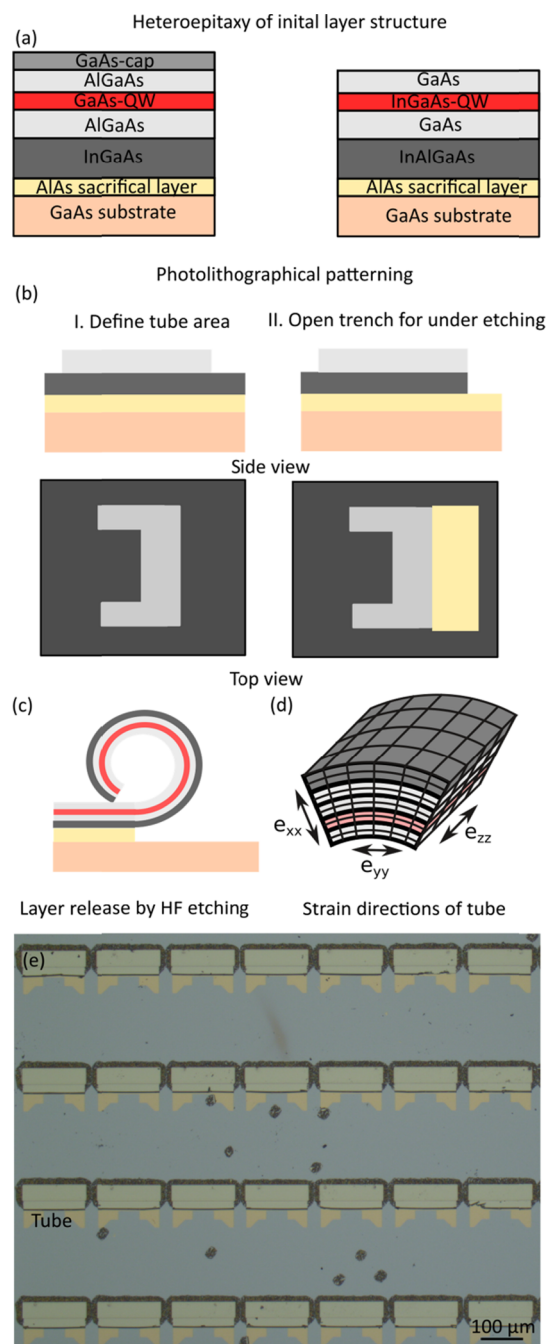 Heteroepitaxy of inital layer structure
(a)
GaAs-cap
AlGaAs
GaAs-QW
AlGaAs
InGaAs
AlAs sacrifical layer
GaAs substrate
GaAs
InGaAs-QW
GaAs
InAlGaAs
AlAs sacrifical layer
GaAs substrate
Photolithographical patterning
(b)
I. Define tube area
II. Open trench for under etching
Side view
Top view
(c)
(d)
exx
eyy
ezz
Layer release by HF etching
Strain directions of tube
(e)
Tube
100 µm